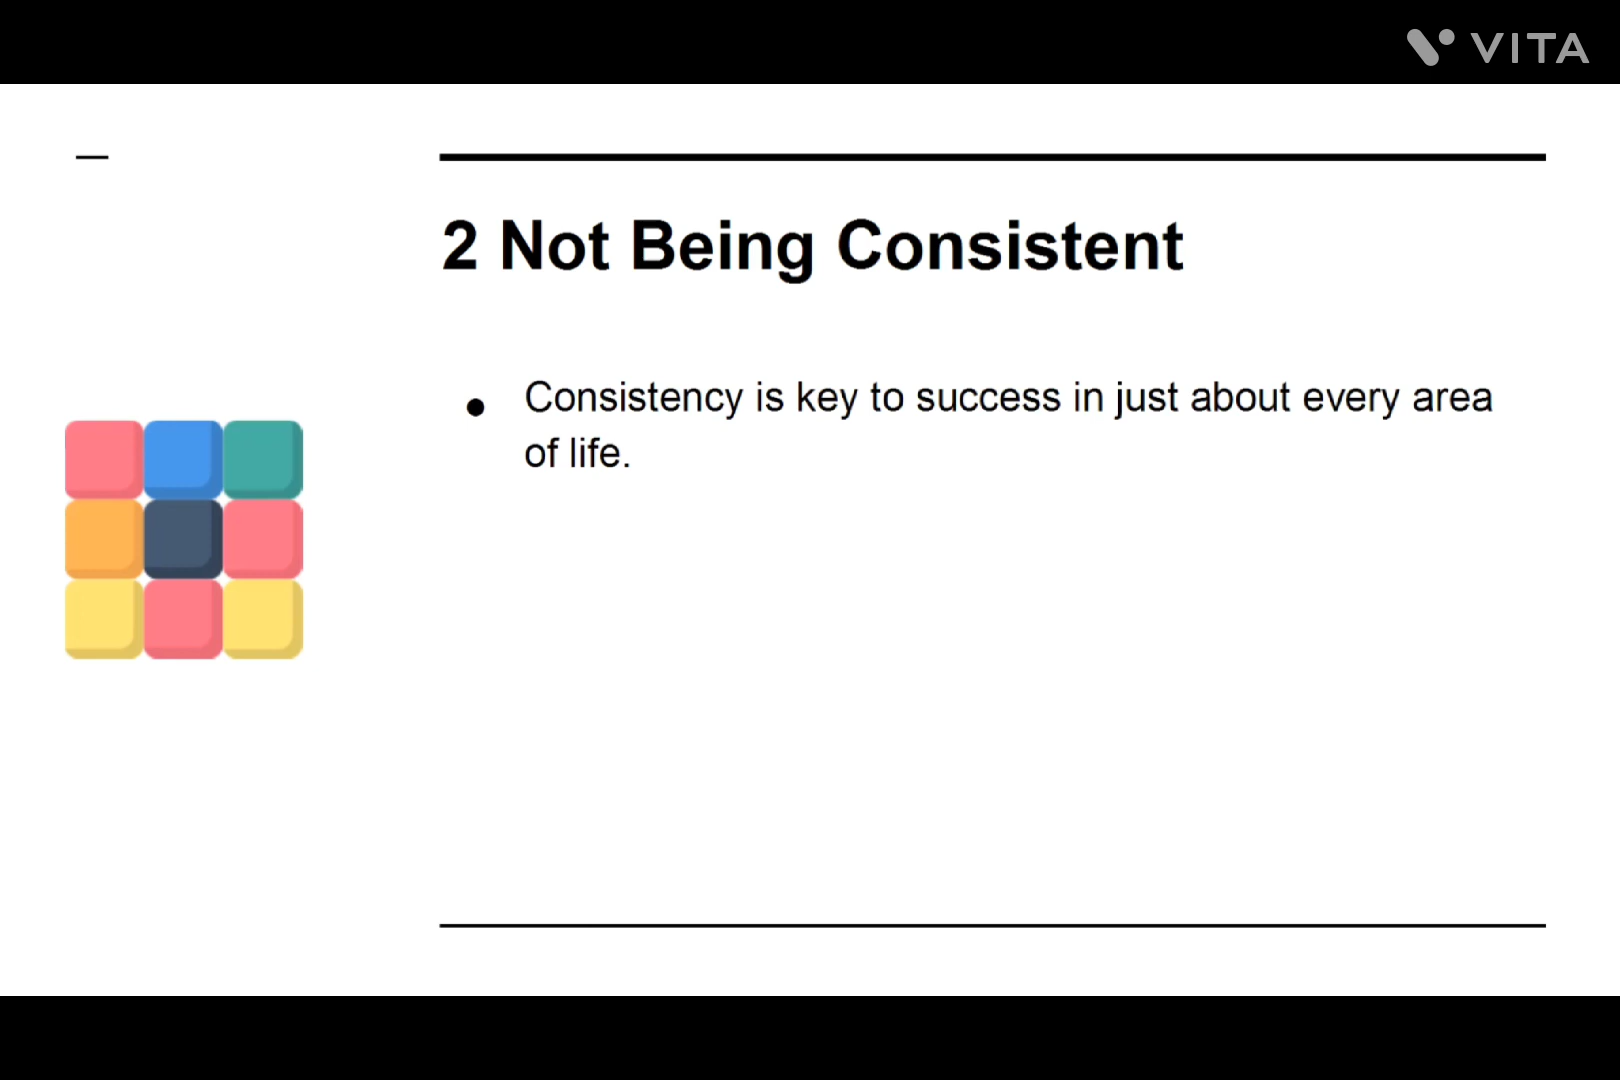 VITA
2 Not Being Consistent
Consistency is key to success in just about every area
of life.